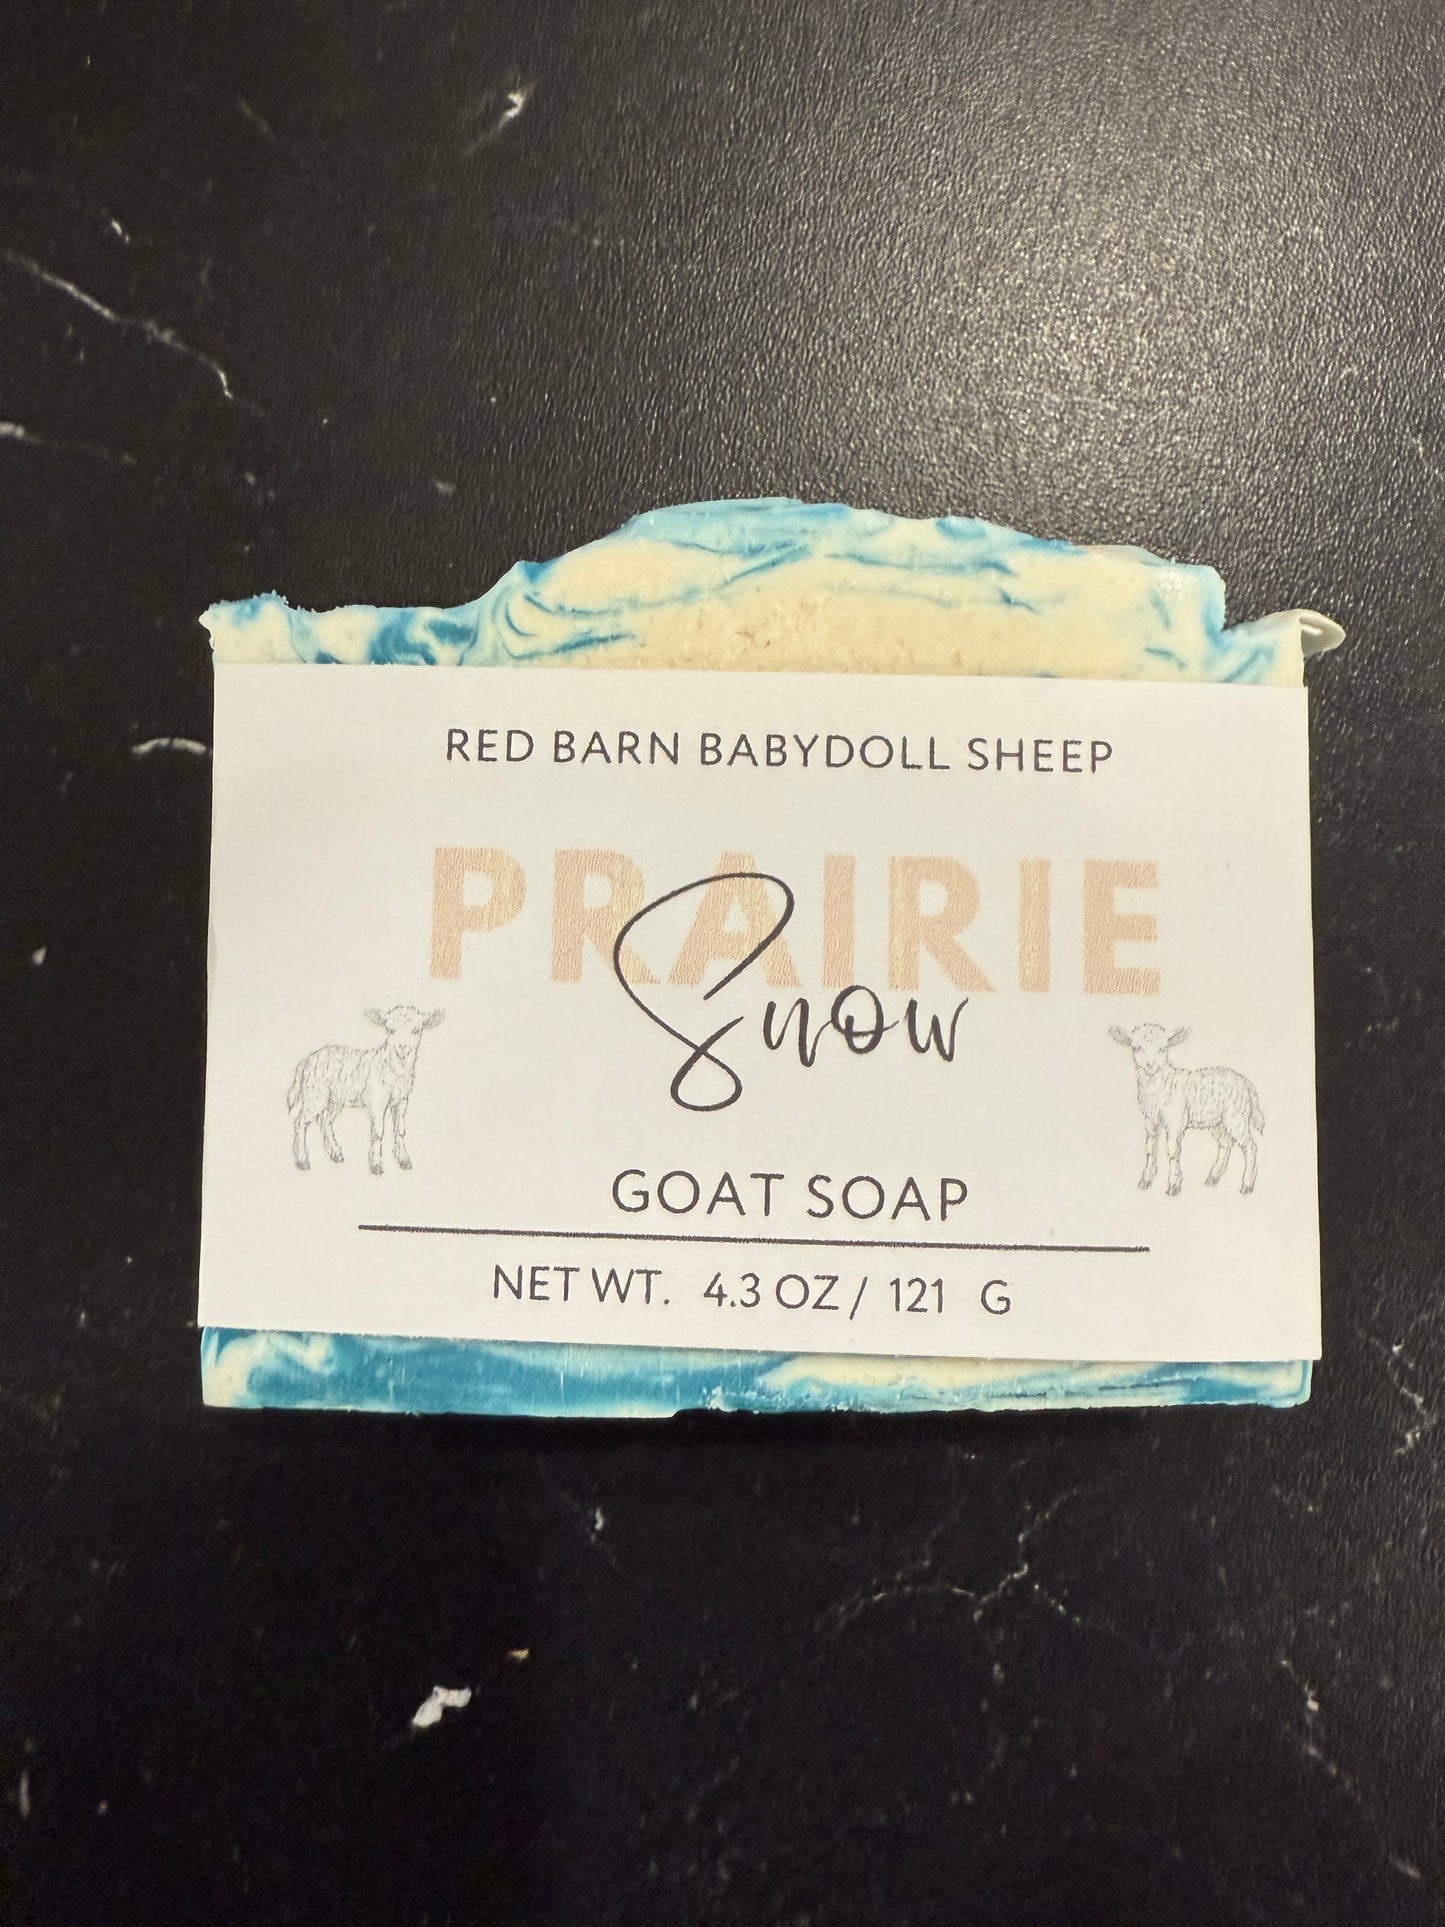 RED BARN BABYDOLL SHEEP
PRAIRIE
Snow
GOAT SOAP
NET WT. 4.3 OZ / 121 G